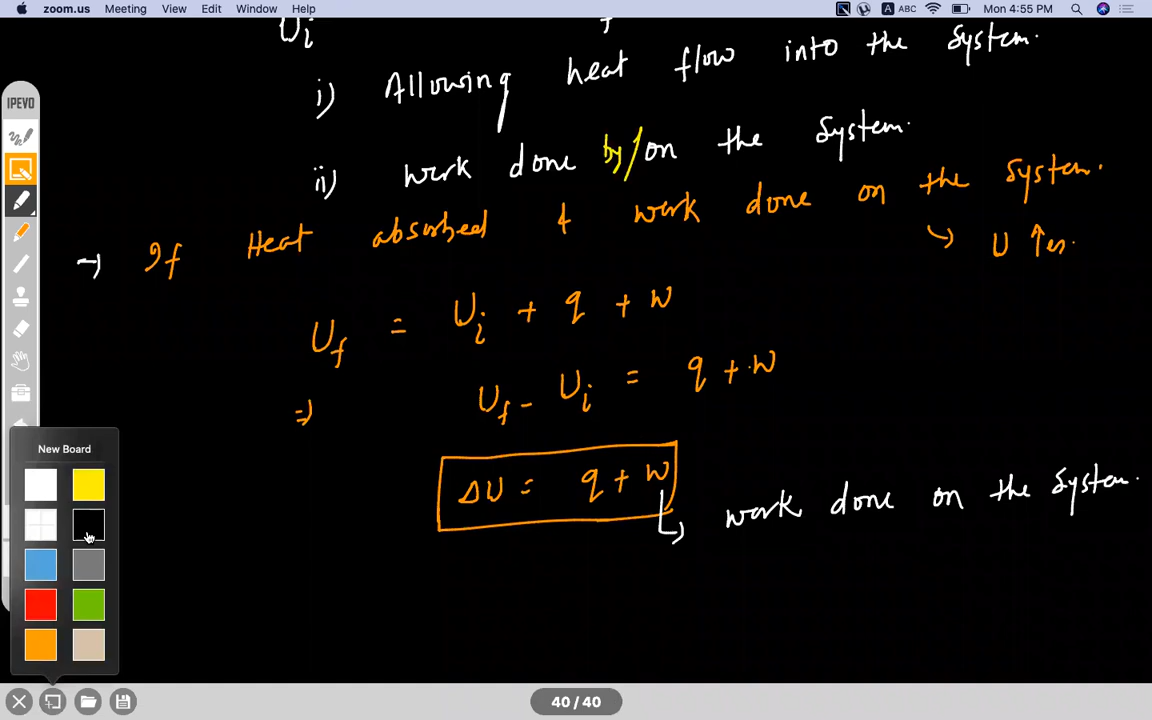 zoom.us Meeting View Edit Window Help ABC Mon 4:55 PM
IPEVO
Ui
i) Allowing heat flow into the system.
ii) work done by/on the system.
→ If Heat absorbed & work done on the system.
↳ U ↑es.
Uf = Ui + q + w
⇒ Uf - Ui = q + w
ΔU = q + w
↳ work done on the system.
New Board
40 / 40